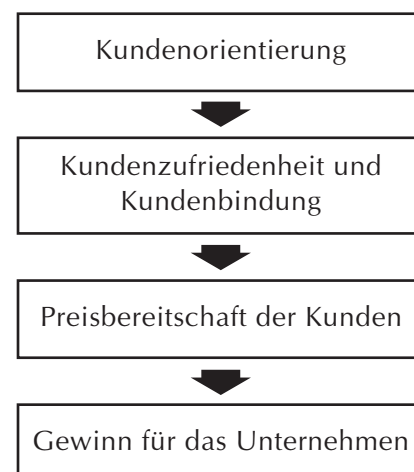 Kundenorientierung
Kundenzufriedenheit und
Kundenbindung
Preisbereitschaft der Kunden
Gewinn für das Unternehmen